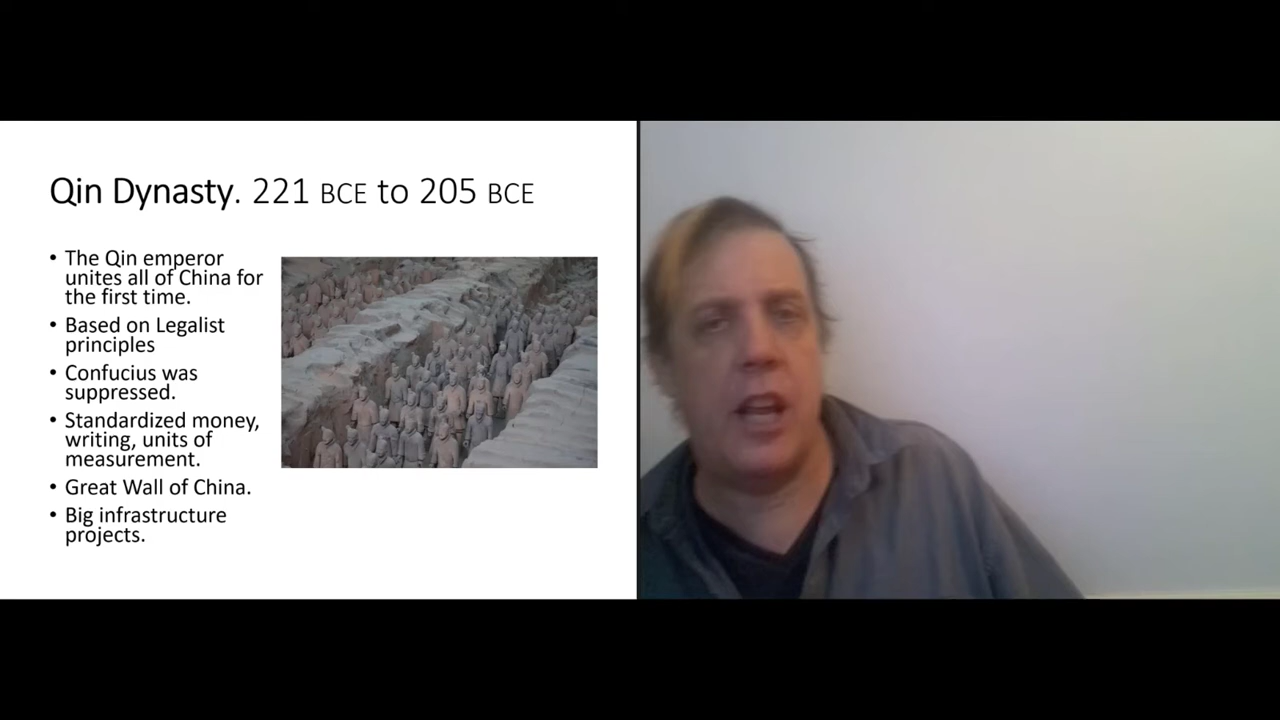 Qin Dynasty. 221 BCE to 205 BCE
• The Qin emperor
unites all of China for
the first time.
• Based on Legalist
principles
• Confucius was
suppressed.
• Standardized money,
writing, units of
measurement.
• Great Wall of China.
• Big infrastructure
projects.